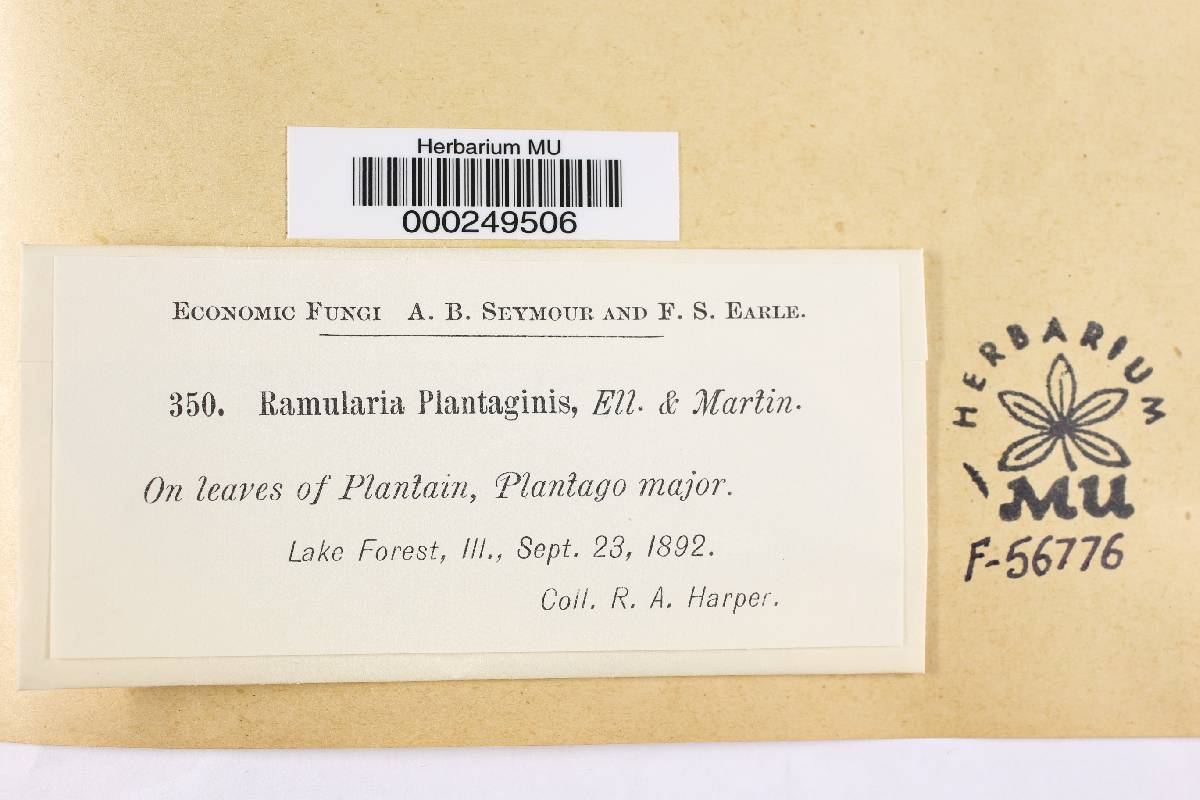 Herbarium MU
000249506
Economic Fungi A. B. Seymour and F. S. Earle.
350. Ramularia Plantaginis, Ell. & Martin.
On leaves of Plantain, Plantago major.
Lake Forest, Ill., Sept. 23, 1892.
Coll. R. A. Harper.
HERBARIUM
MU
F-56776